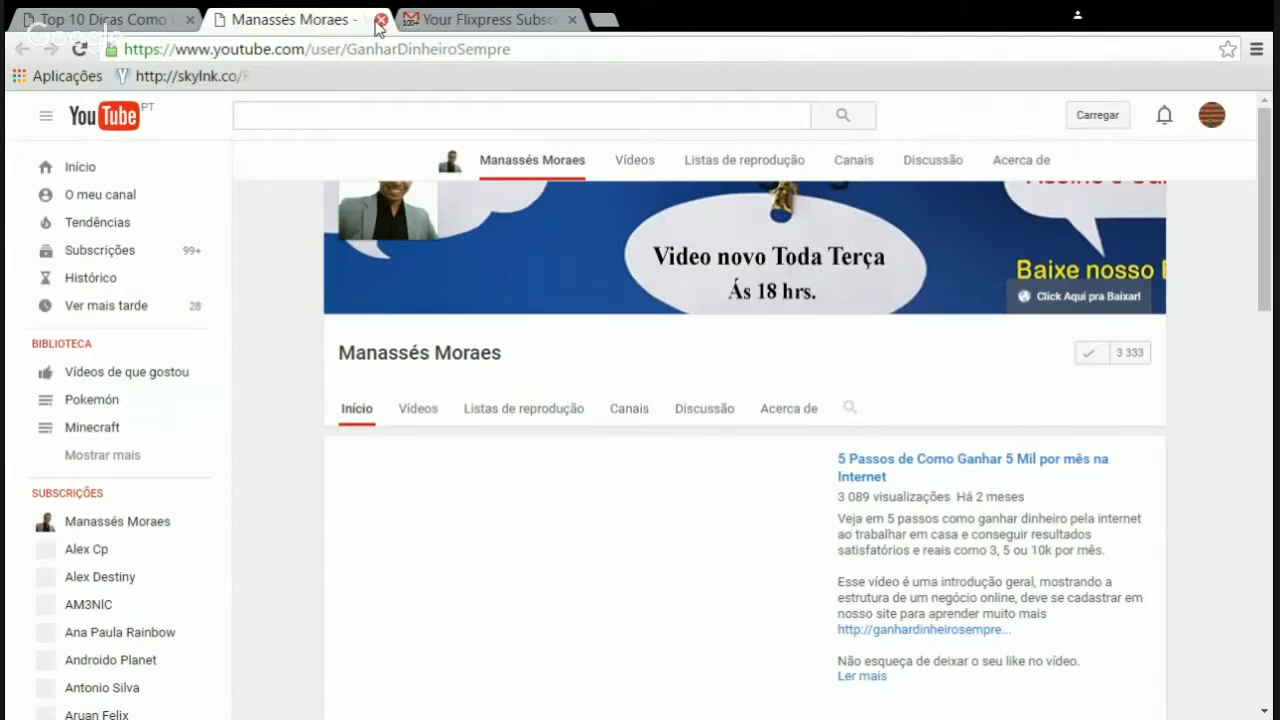 Top 10 Dicas Como
Manassés Moraes -
100+
Your Flixpress Subsc
Google
https://www.youtube.com/user/GanharDinheiroSempre
Aplicações
http://skylnk.co/
YouTube PT
Carregar
Manassés Moraes
Vídeos
Listas de reprodução
Canais
Discussão
Acerca de
Início
O meu canal
Tendências
Subscrições 99+
Histórico
Ver mais tarde 28
BIBLIOTECA
Vídeos de que gostou
Pokemón
Minecraft
Mostrar mais
SUBSCRIÇÕES
Manassés Moraes
Alex Cp
Alex Destiny
AM3NlC
Ana Paula Rainbow
Androido Planet
Antonio Silva
Aruan Felix
Video novo Toda Terça
Ás 18 hrs.
Baixe nosso
Click Aqui pra Baixar!
Manassés Moraes
3 333
Início
Vídeos
Listas de reprodução
Canais
Discussão
Acerca de
5 Passos de Como Ganhar 5 Mil por mês na
Internet
3 089 visualizações Há 2 meses
Veja em 5 passos como ganhar dinheiro pela internet
ao trabalhar em casa e conseguir resultados
satisfatórios e reais como 3, 5 ou 10k por mês.
Esse vídeo é uma introdução geral, mostrando a
estrutura de um negócio online, deve se cadastrar em
nosso site para aprender muito mais
http://ganhardinheirosempre...
Não esqueça de deixar o seu like no vídeo.
Ler mais